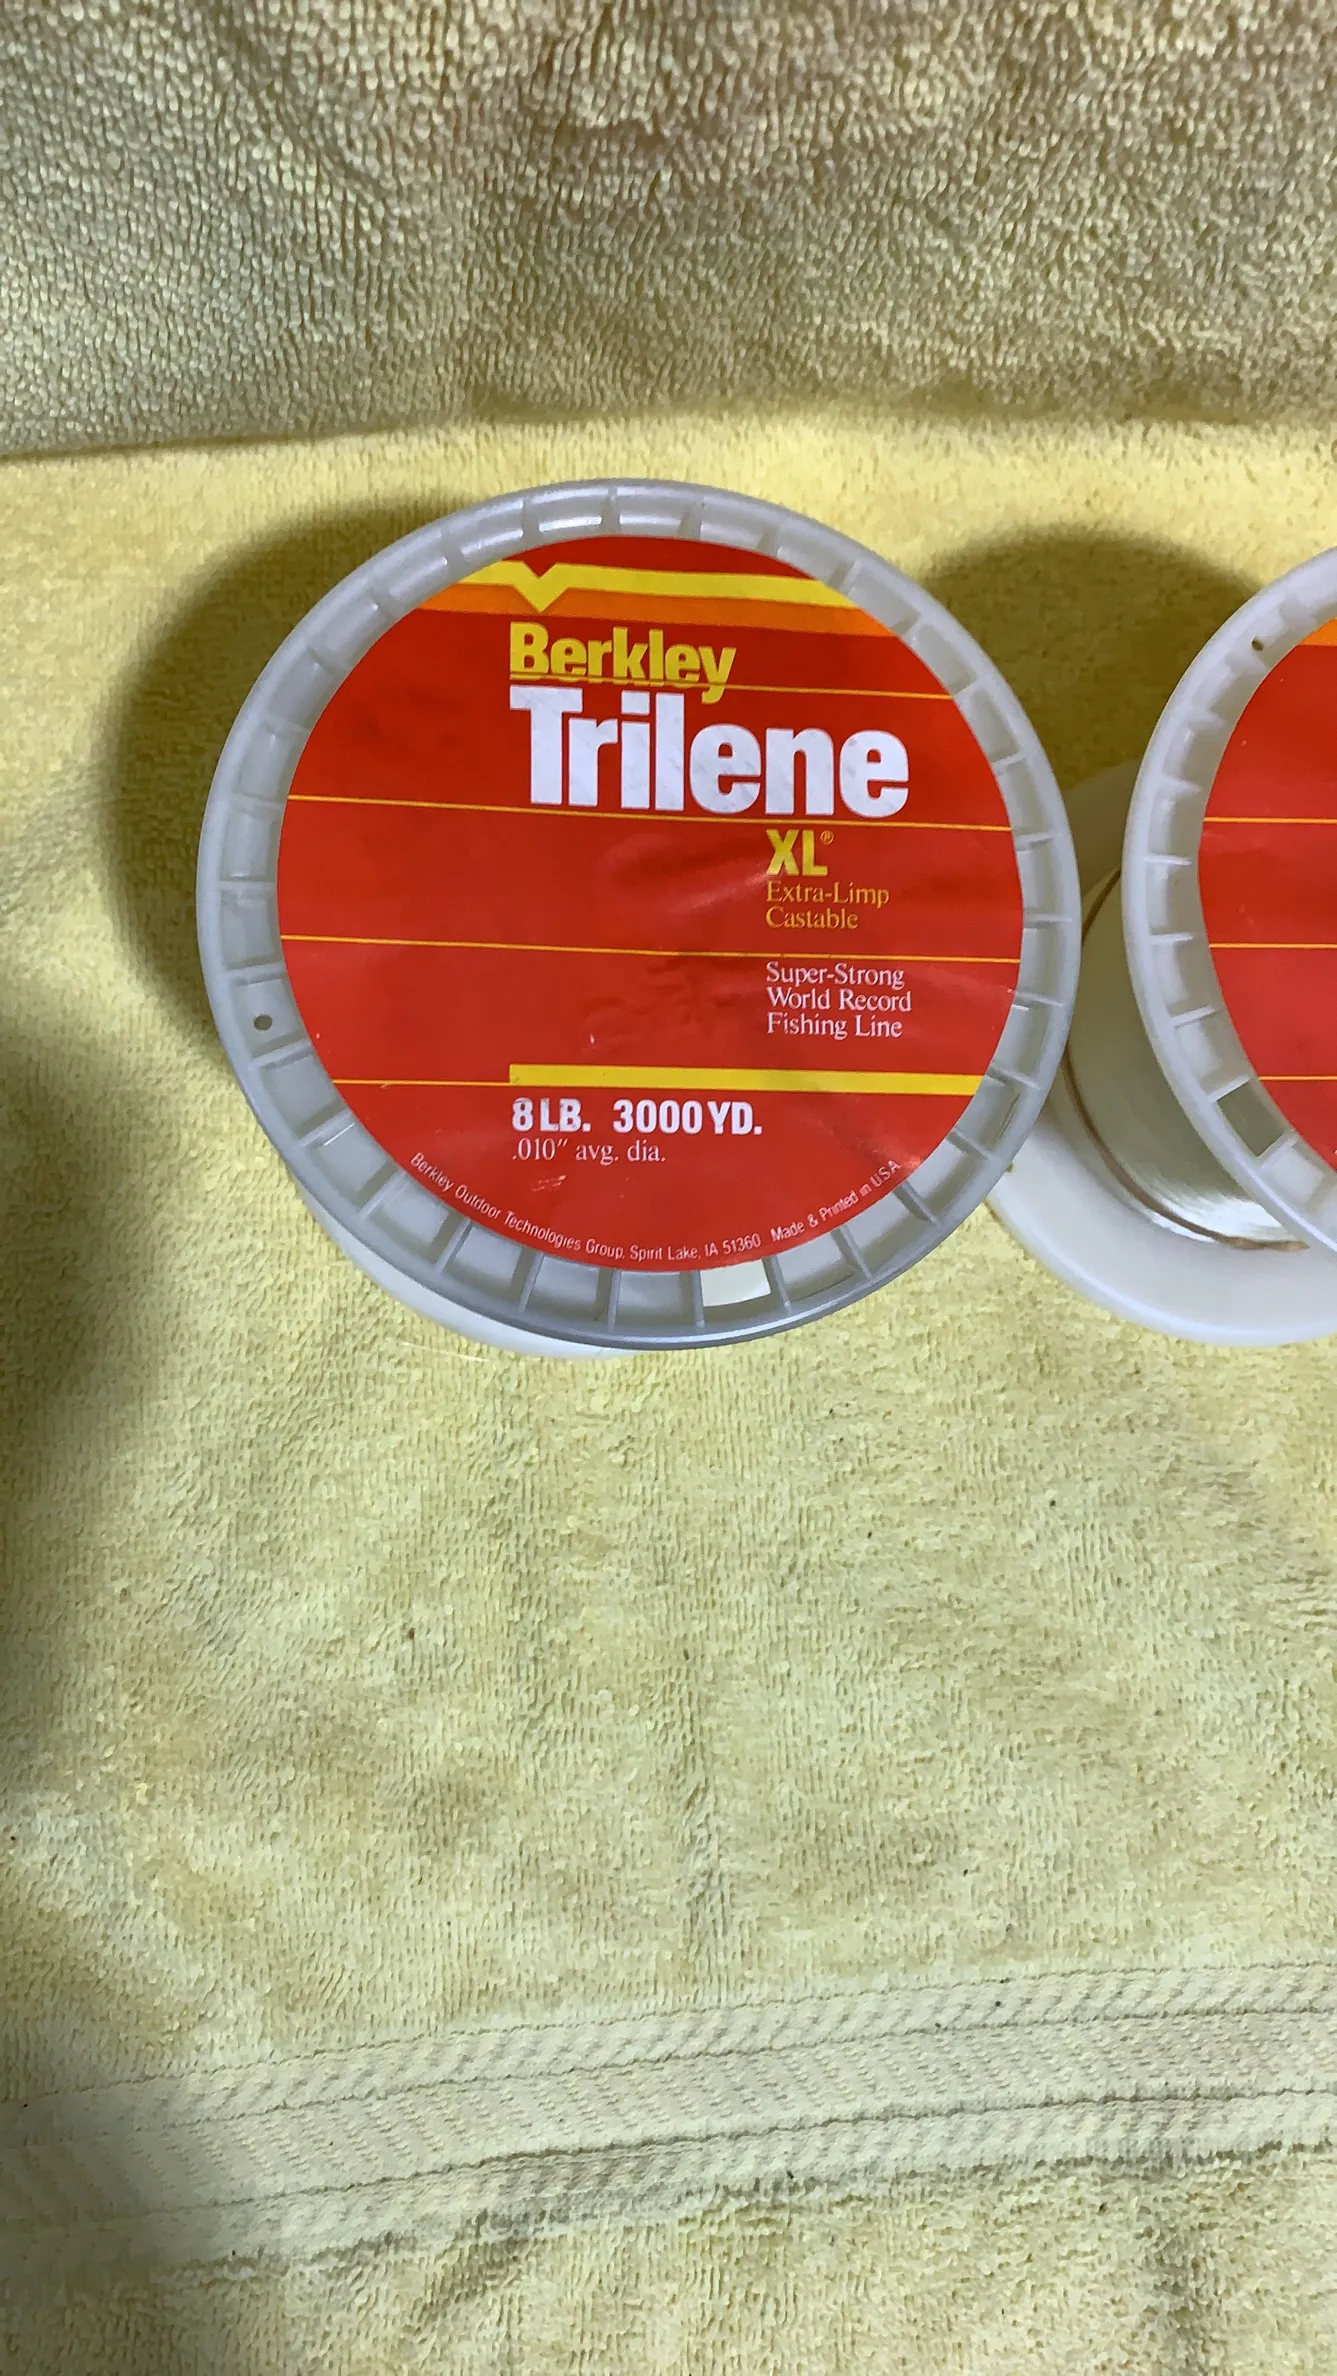 Berkley
Trilene
XL®
Extra-Limp
Castable
Super-Strong
World Record
Fishing Line
8 LB. 3000 YD.
.010" avg. dia.
Berkley Outdoor Technologies Group, Spirit Lake, IA 51360 Made & Printed in USA